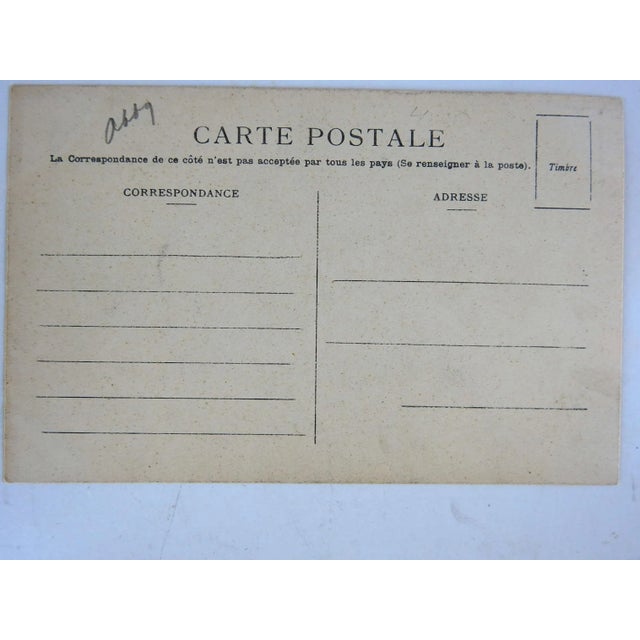 abbq
CARTE POSTALE
La Correspondance de ce côté n'est pas acceptée par tous les pays (Se renseigner à la poste).
Timbre
CORRESPONDANCE
ADRESSE